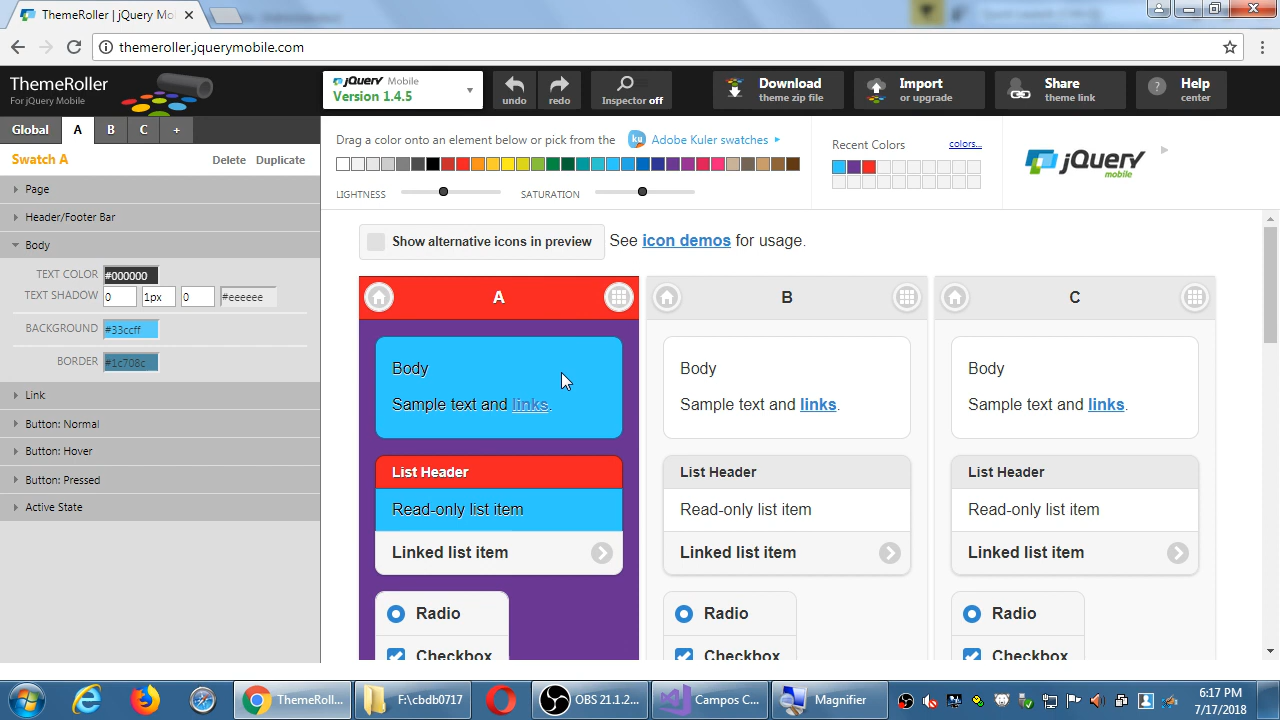 ThemeRoller | jQuery Mo
themeroller.jquerymobile.com
ThemeRoller
For jQuery Mobile
jQuery Mobile
Version 1.4.5
undo
redo
Inspector off
Download
theme zip file
Import
or upgrade
Share
theme link
Help
center
Global
A
B
C
+
Swatch A
Delete
Duplicate
Page
Header/Footer Bar
Body
TEXT COLOR
#000000
TEXT SHADOW
0
1px
0
#eeeeee
BACKGROUND
#33ccff
BORDER
#1c708c
Link
Button: Normal
Button: Hover
Button: Pressed
Active State
Drag a color onto an element below or pick from the
ku
Adobe Kuler swatches
LIGHTNESS
SATURATION
Recent Colors
colors...
jQuery
mobile
Show alternative icons in preview
See icon demos for usage.
A
Body
Sample text and links.
List Header
Read-only list item
Linked list item
Radio
Checkbox
B
Body
Sample text and links.
List Header
Read-only list item
Linked list item
Radio
Checkbox
C
Body
Sample text and links.
List Header
Read-only list item
Linked list item
Radio
Checkbox
ThemeRoll...
F:\cbdb0717
OBS 21.1.2...
Campos C...
Magnifier
6:17 PM
7/17/2018